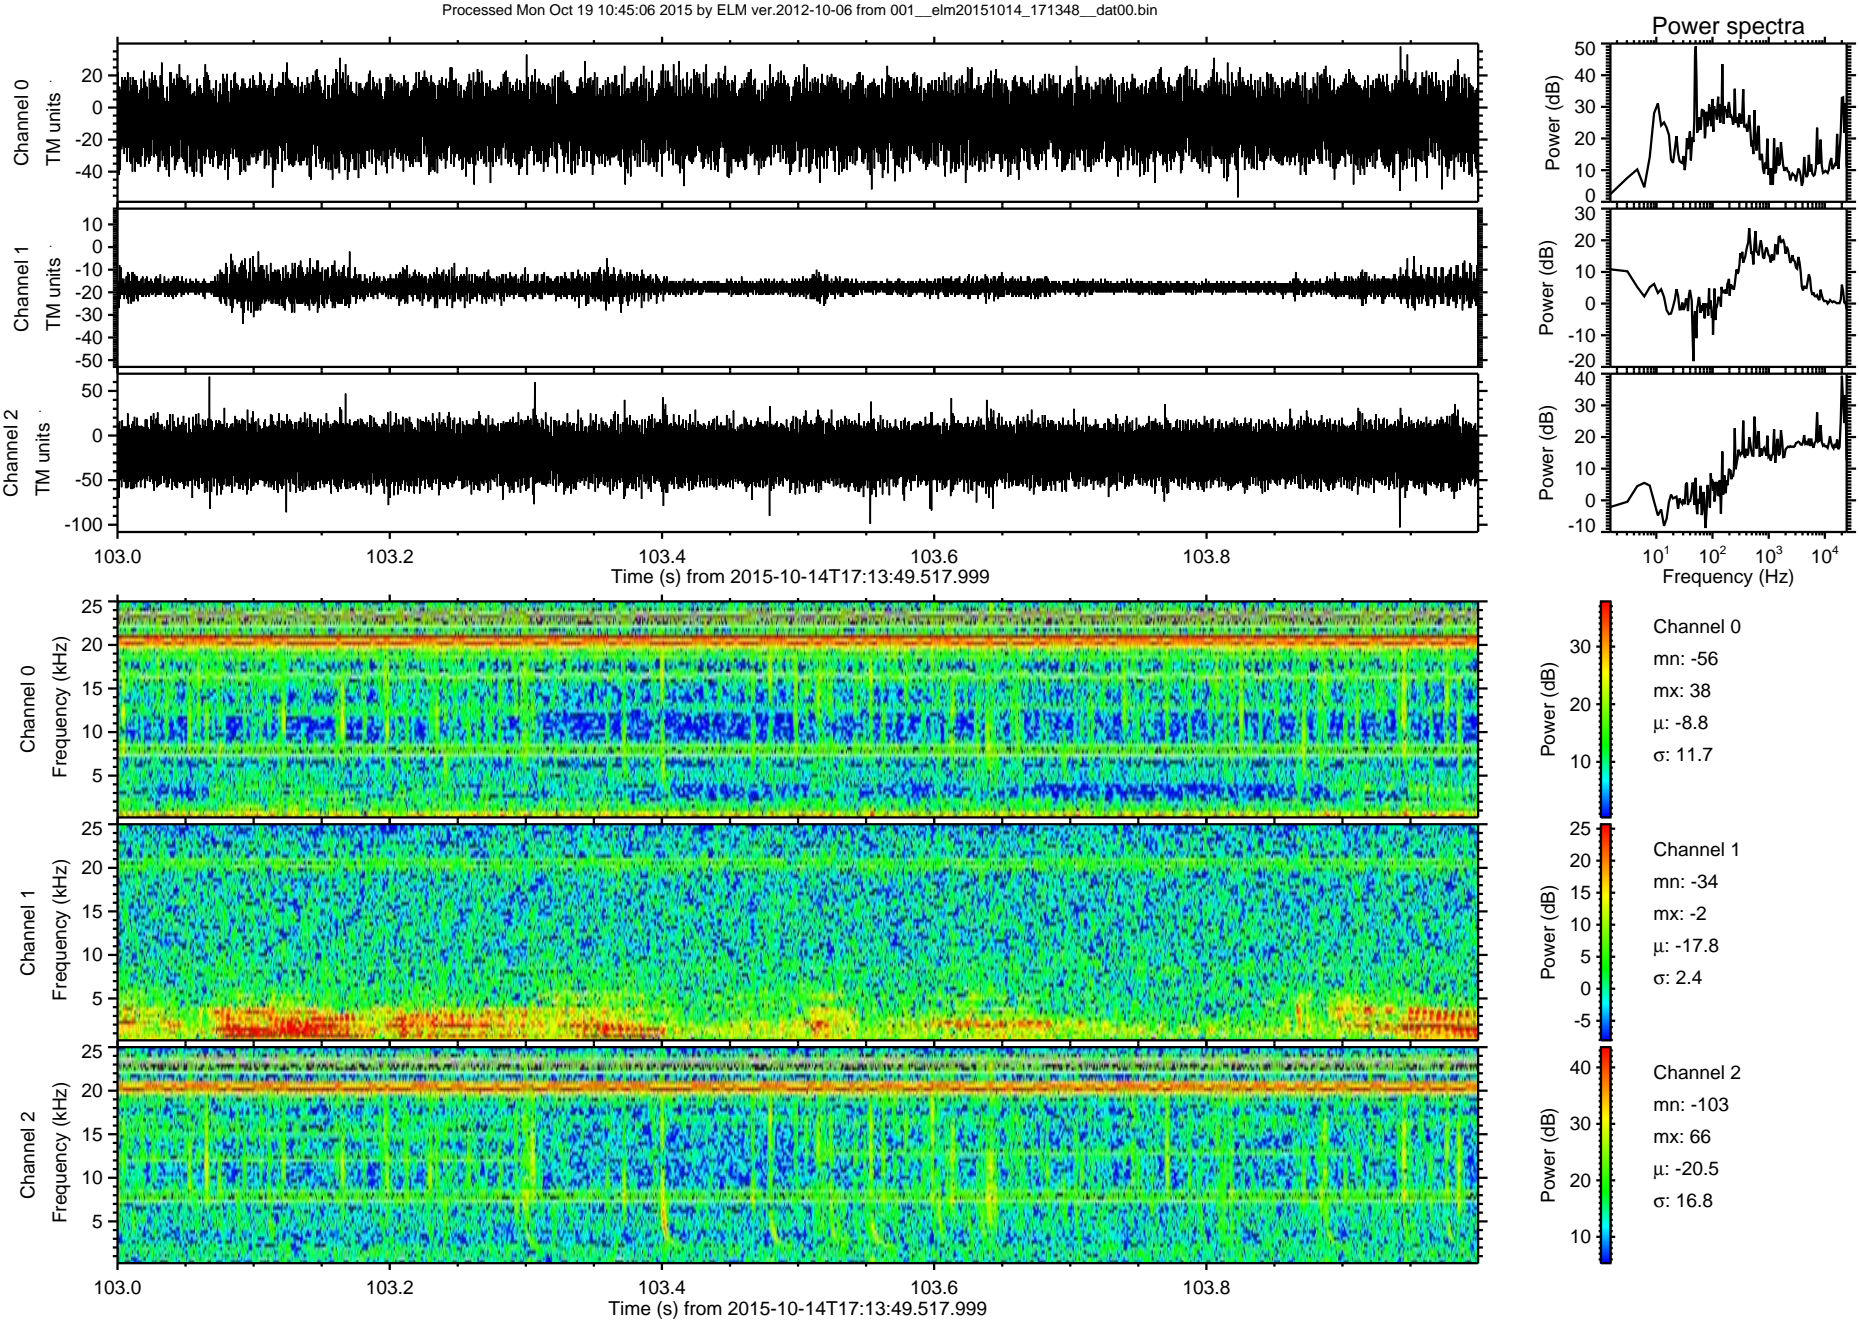 Processed Mon Oct 19 10:45:06 2015 by ELM ver.2012-10-06 from 001__elm20151014_171348__dat00.bin
Power spectra
Channel 0
TM units
20
0
-20
-40
Power (dB)
50
40
30
20
10
0
Channel 1
TM units
10
0
-10
-20
-30
-40
-50
Power (dB)
30
20
10
0
-10
-20
Channel 2
TM units
50
0
-50
-100
Power (dB)
40
30
20
10
0
-10
103.0 103.2 103.4 103.6 103.8
Time (s) from 2015-10-14T17:13:49.517.999
10¹ 10² 10³ 10⁴
Frequency (Hz)
Channel 0
Frequency (kHz)
25
20
15
10
5
Power (dB)
30
20
10
Channel 0
mn: -56
mx: 38
μ: -8.8
σ: 11.7
Channel 1
Frequency (kHz)
25
20
15
10
5
Power (dB)
25
20
15
10
5
0
-5
Channel 1
mn: -34
mx: -2
μ: -17.8
σ: 2.4
Channel 2
Frequency (kHz)
25
20
15
10
5
Power (dB)
40
30
20
10
Channel 2
mn: -103
mx: 66
μ: -20.5
σ: 16.8
103.0 103.2 103.4 103.6 103.8
Time (s) from 2015-10-14T17:13:49.517.999